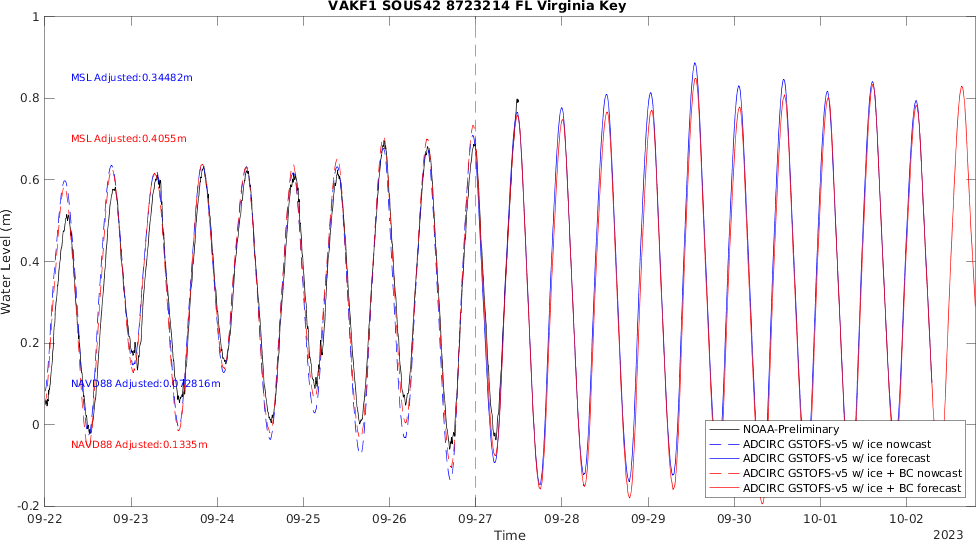 VAKF1 SOUS42 8723214 FL Virginia Key
1
0.8
0.6
0.4
0.2
0
-0.2
Water Level (m)
MSL Adjusted:0.34482m
MSL Adjusted:0.4055m
NAVD88 Adjusted:0.072816m
NAVD88 Adjusted:0.1335m
NOAA-Preliminary
ADCIRC GSTOFS-v5 w/ ice nowcast
ADCIRC GSTOFS-v5 w/ ice forecast
ADCIRC GSTOFS-v5 w/ ice + BC nowcast
ADCIRC GSTOFS-v5 w/ ice + BC forecast
09-22 09-23 09-24 09-25 09-26 09-27 09-28 09-29 09-30 10-01 10-02
Time
2023